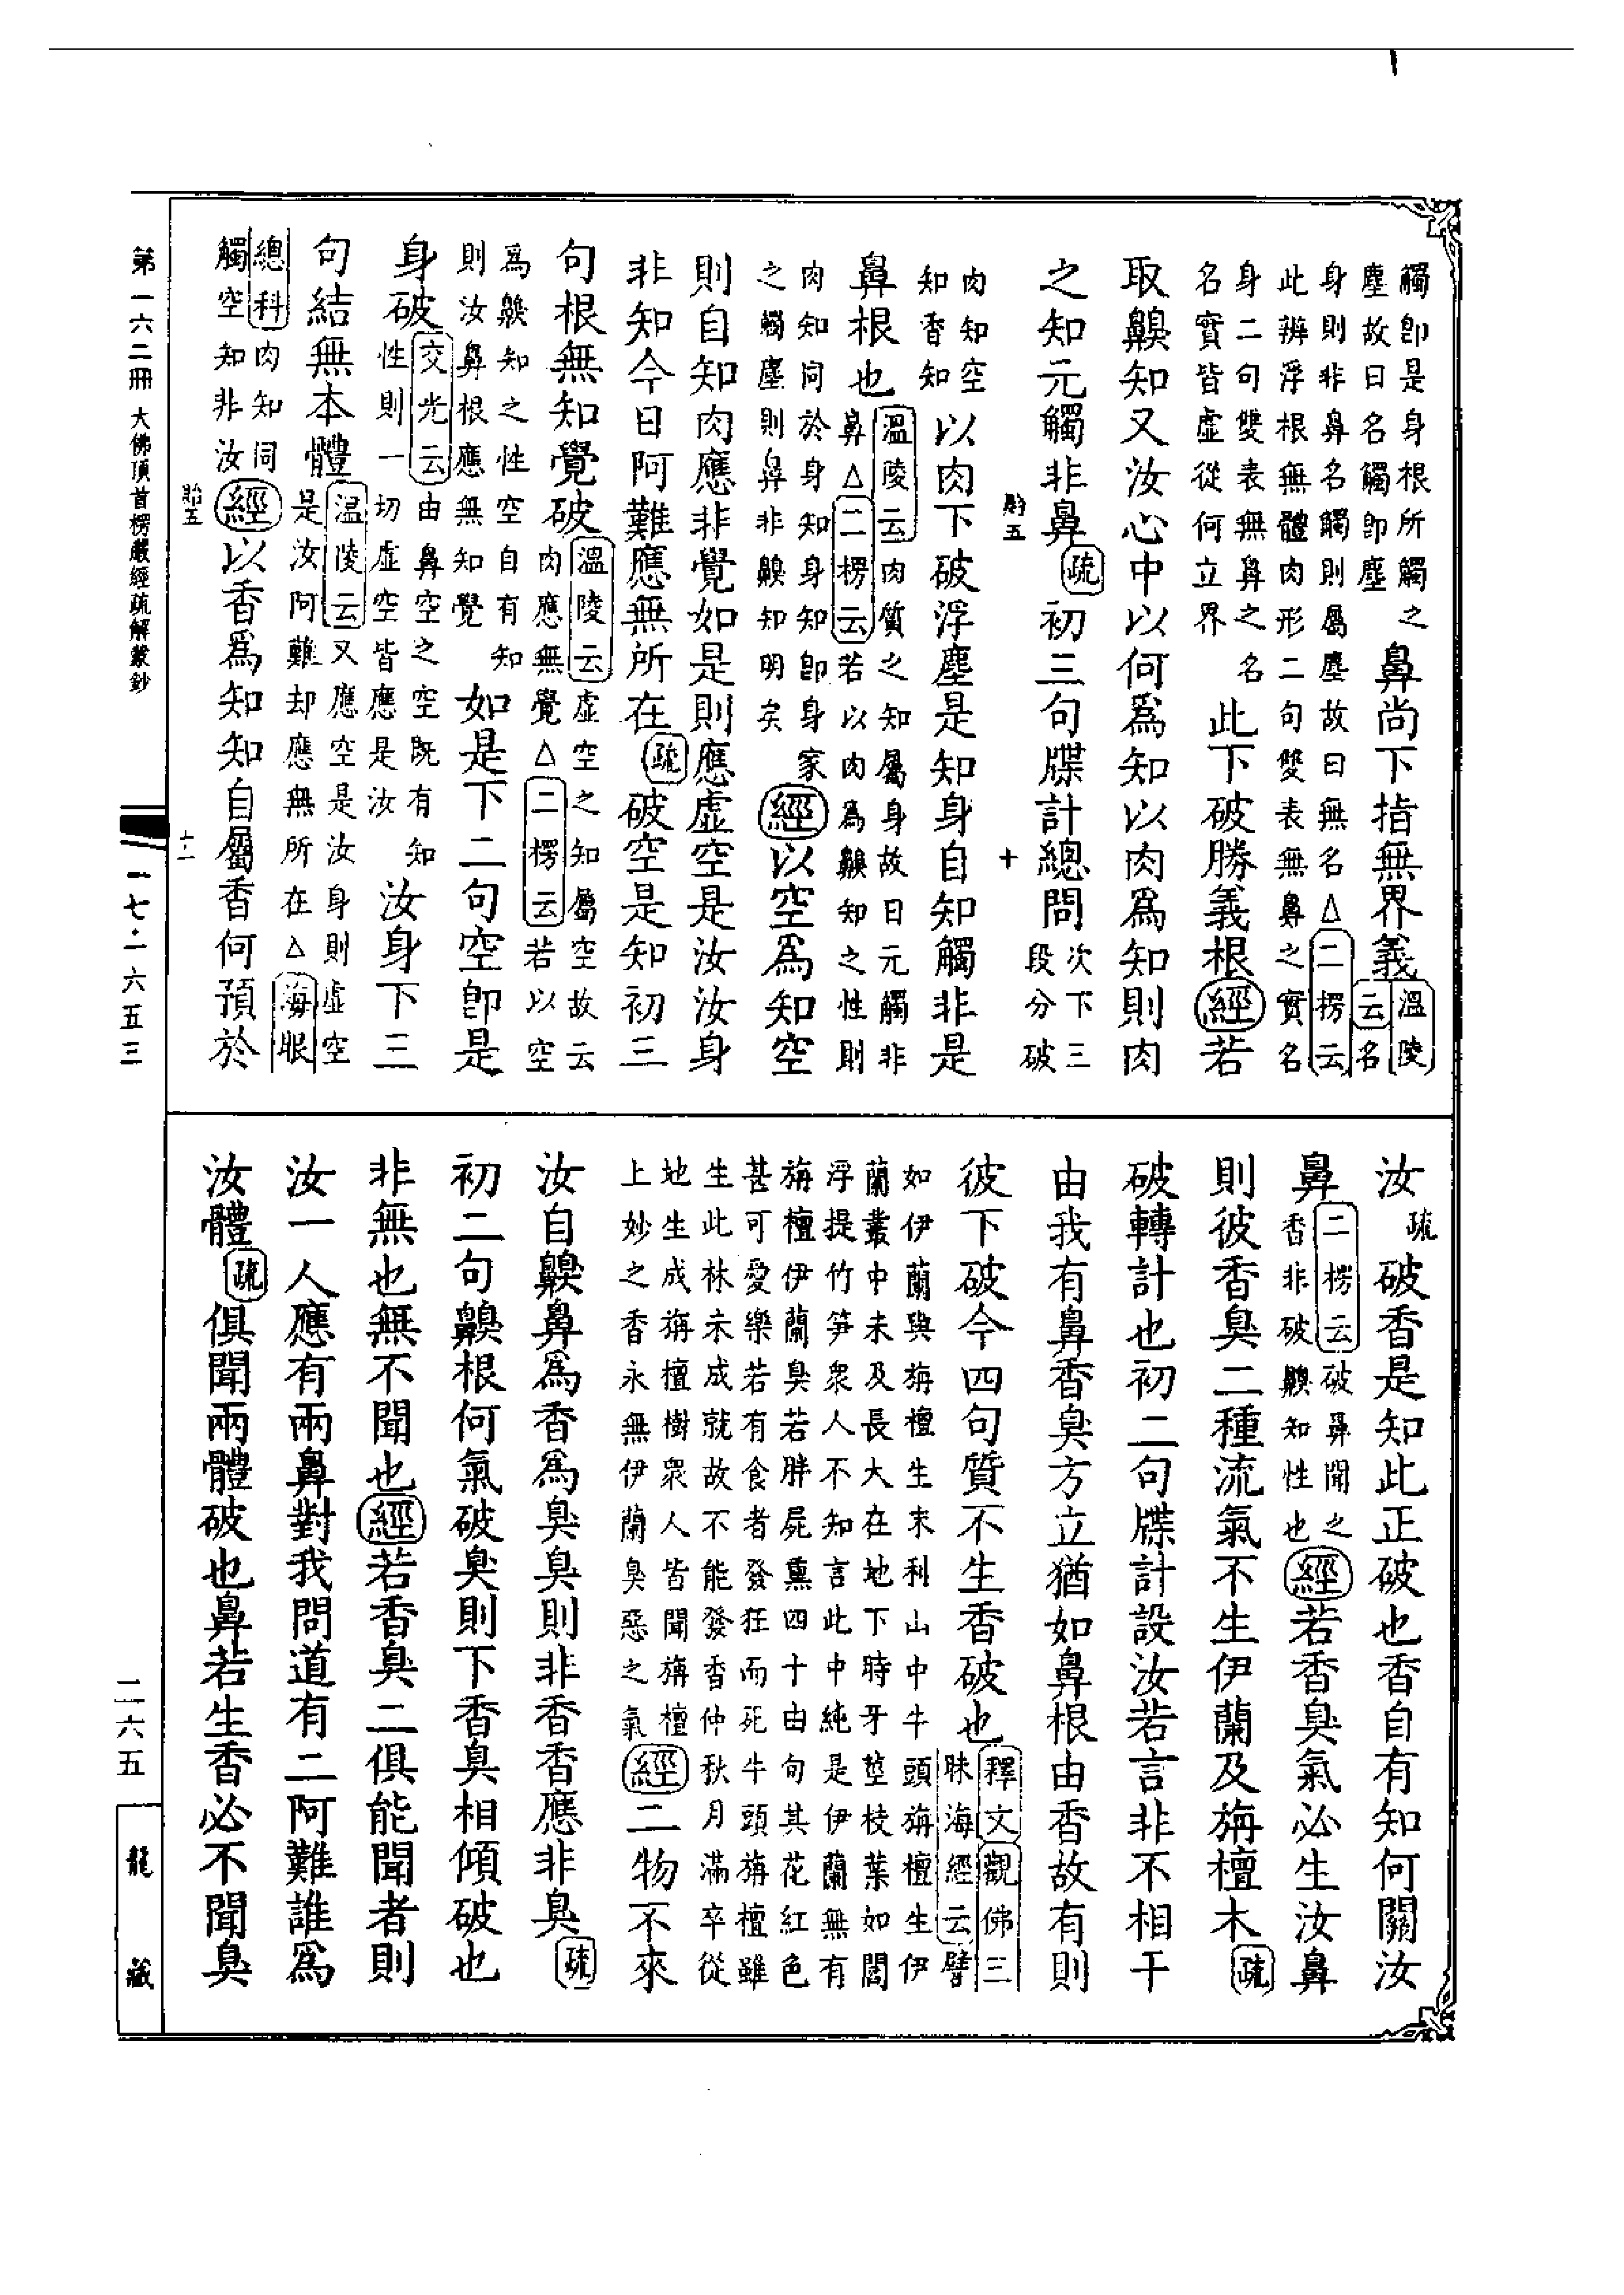 觸即是身根所觸之
塵故曰名觸即塵
鼻尚下指無界義
溫陵
云名
身則非鼻名觸則屬塵故曰無名△二楞云
此辨浮根無體肉形二句雙表無鼻之實名
身二句雙表無鼻之名
名實皆虛從何立界
此下破勝義根經若
取齅知又汝心中以何爲知以肉爲知則肉
之知元觸非鼻疏初三句牒計總問
次下三
段分破
肉知空
知香知
以肉下破浮塵是知身自知觸非是
鼻根也
溫陵云肉質之知屬身故曰元觸非
鼻△二楞云若以肉爲齅知之性則
肉知同於身知身知即身家
之觸塵則鼻非齅知明矣
經以空爲知空
則自知肉應非覺如是則應虛空是汝汝身
非知今日阿難應無所在疏破空是知初三
句根無知覺破
溫陵云虛空之知屬空故云
肉應無覺△二楞云若以空
爲齅知之性空自有知
則汝鼻根應無知覺
如是下二句空即是
身破
交光云由鼻空之空既有知
性則一切虛空皆應是汝
汝身下三
句結無本體
溫陵云又應空是汝身則虛空
是汝阿難却應無所在△海眼
總科肉知同
觸空知非汝
經以香爲知知自屬香何預於
汝疏破香是知此正破也香自有知何關汝
鼻
二楞云破鼻聞之
香非破齅知性也
經若香臭氣必生汝鼻
則彼香臭二種流氣不生伊蘭及旃檀木疏
破轉計也初二句牒計設汝若言非不相干
由我有鼻香臭方立猶如鼻根由香故有則
彼下破今四句質不生香破也
釋文觀佛三
昧海經云譬
如伊蘭與旃檀生末利山中牛頭旃檀生伊
蘭叢中未及長大在地下時牙莖枝葉如閻
浮提竹笋衆人不知言此中純是伊蘭無有
旃檀伊蘭臭若胖屍熏四十由旬其花紅色
甚可愛樂若有食者發狂而死牛頭旃檀雖
生此林未成就故不能發香仲秋月滿卒從
地生成旃檀樹衆人皆聞旃檀
上妙之香永無伊蘭臭惡之氣
經二物不來
汝自齅鼻爲香爲臭臭則非香香應非臭疏
初二句齅根何氣破臭則下香臭相傾破也
非無也無不聞也經若香臭二俱能聞者則
汝一人應有兩鼻對我問道有二阿難誰爲
汝體疏俱聞兩體破也鼻若生香必不聞臭
第一六二冊 大佛頂首楞嚴經疏解蒙鈔
一七·一六五三
二六五
龍藏
十
十一